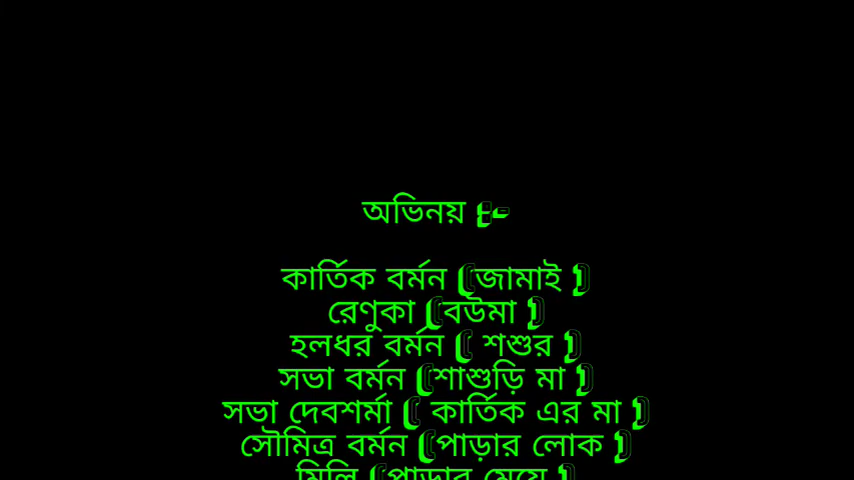 অভিনয় :-
কার্তিক বর্মন (জামাই )
রেণুকা (বউমা )
হলধর বর্মন ( শশুর )
সভা বর্মন (শাশুড়ি মা )
সভা দেবশর্মা ( কার্তিক এর মা )
সৌমিত্র বর্মন (পাড়ার লোক )
মিলি (পাড়ার মেয়ে )